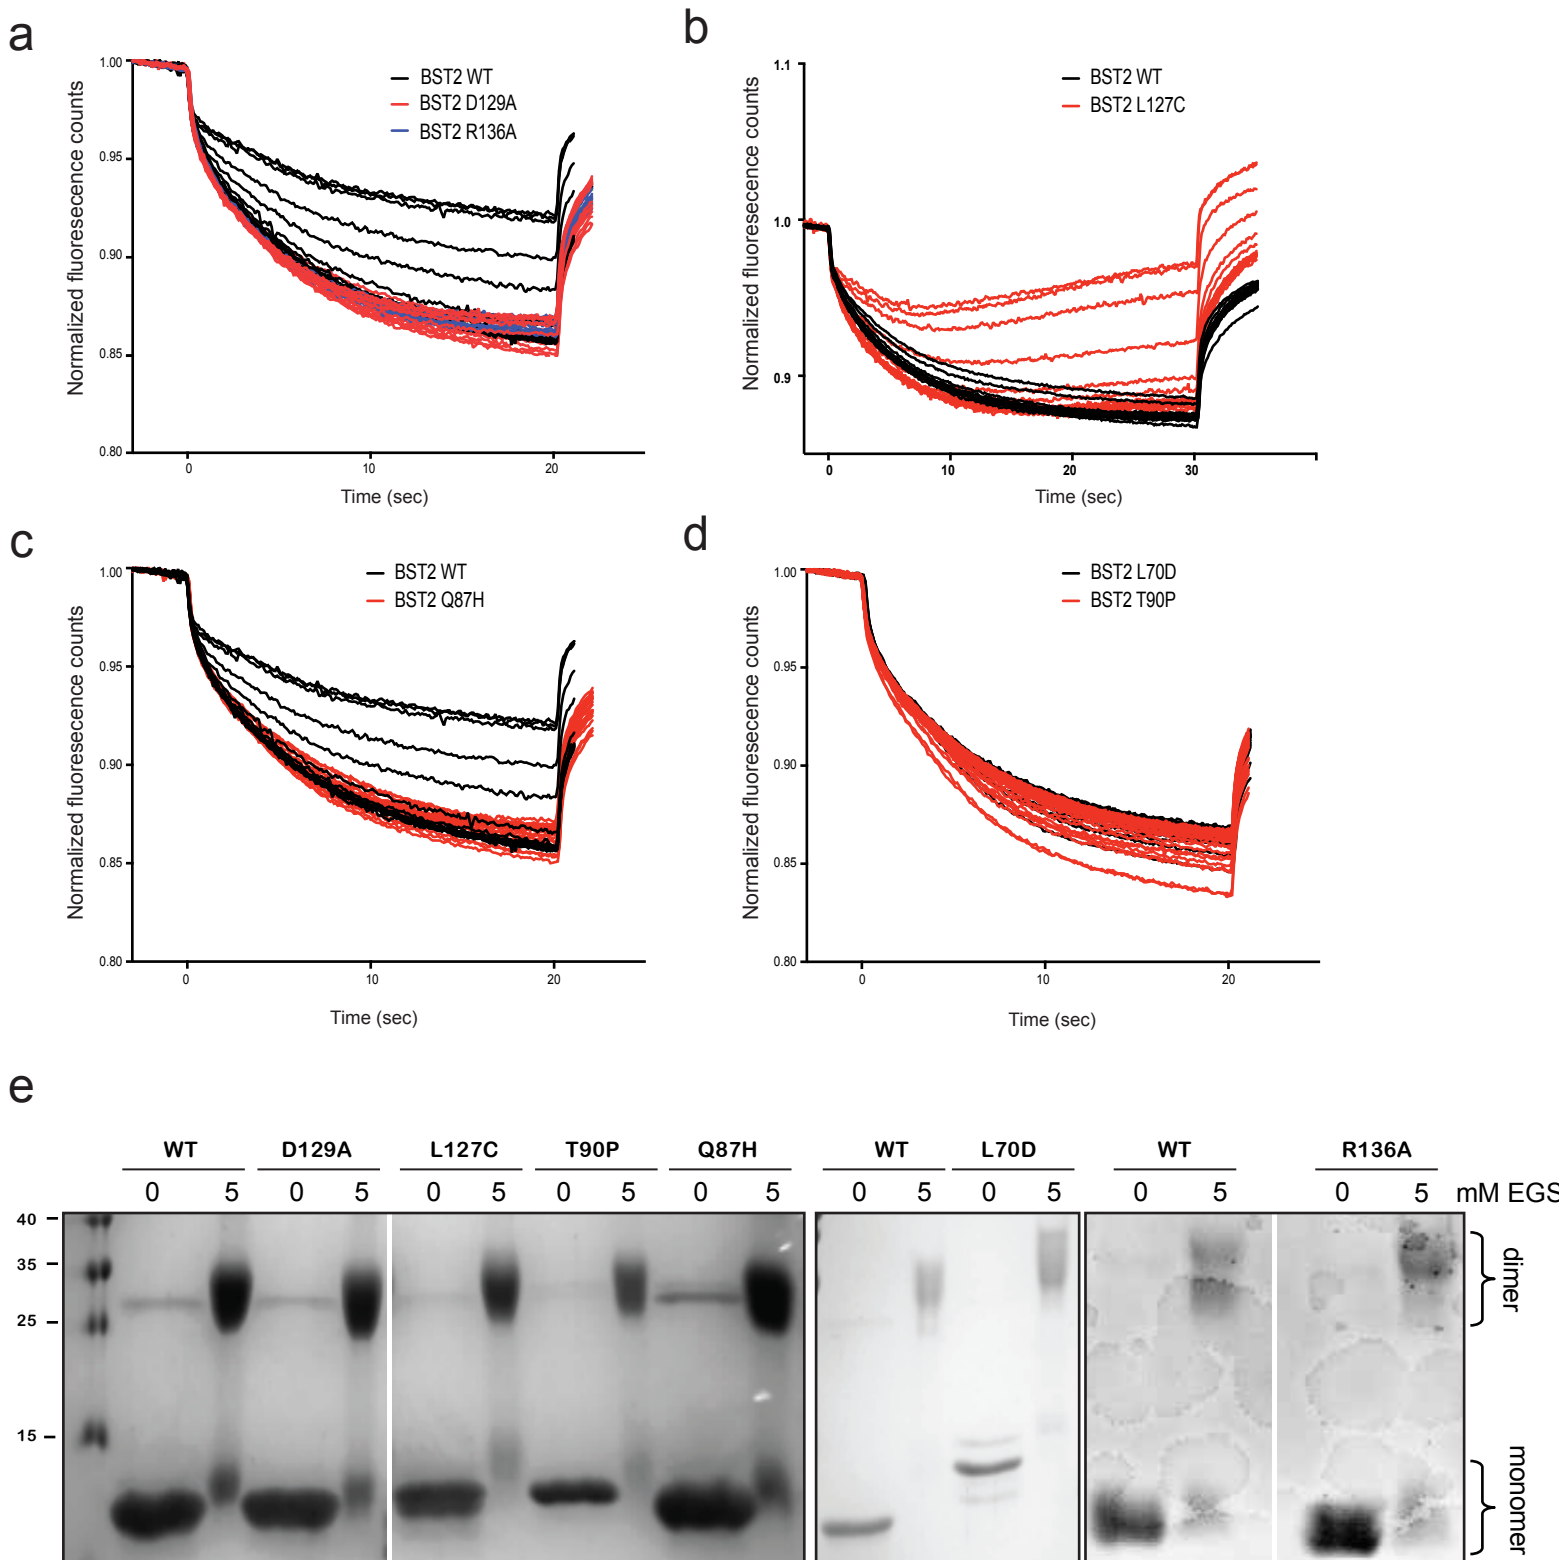 a
Normalized fluoresecence counts
1.00
0.95
0.90
0.85
0.80
0
10
20
Time (sec)
BST2 WT
BST2 D129A
BST2 R136A
b
Normalized fluoresecence counts
1.1
1.0
0.9
0
10
20
30
Time (sec)
BST2 WT
BST2 L127C
c
Normalized fluoresecence counts
1.00
0.95
0.90
0.85
0.80
0
10
20
Time (sec)
BST2 WT
BST2 Q87H
d
Normalized fluoresecence counts
1.00
0.95
0.90
0.85
0.80
0
10
20
Time (sec)
BST2 L70D
BST2 T90P
e
WT D129A L127C T90P Q87H WT L70D WT R136A
0 5 0 5 0 5 0 5 0 5 0 5 0 5 0 5 0 5 mM EGS
40
35
25
15
dimer
monomer